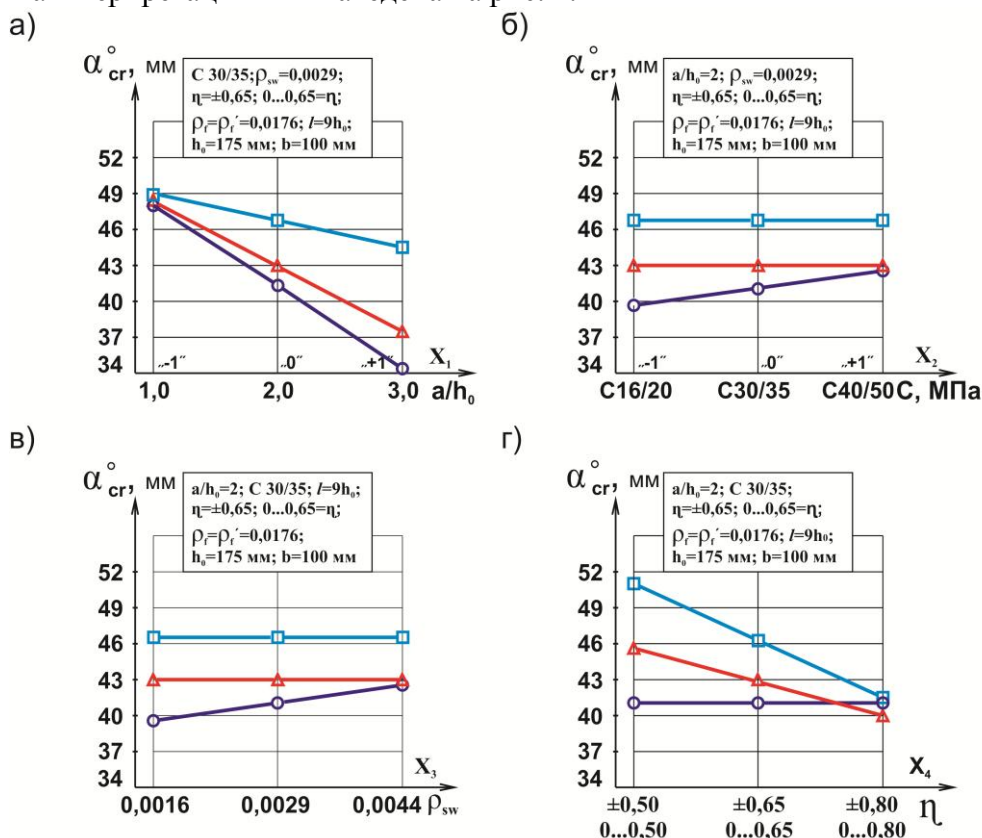 а)
α°cr, мм
С 30/35; ρsw=0,0029;
η=±0,65; 0...0,65=η;
ρf=ρf´=0,0176; l=9h0;
h0=175 мм; b=100 мм
52
49
46
43
40
37
34
„-1”
„0”
„+1”
X1
1,0
2,0
3,0
a/h0
б)
α°cr, мм
a/h0=2; ρsw=0,0029;
η=±0,65; 0...0,65=η;
ρf=ρf´=0,0176; l=9h0;
h0=175 мм; b=100 мм
52
49
46
43
40
37
34
„-1”
„0”
„+1”
X2
С16/20
С30/35
С40/50
С, МПа
в)
α°cr, мм
a/h0=2; С 30/35; l=9h0;
η=±0,65; 0...0,65=η;
ρf=ρf´=0,0176;
h0=175 мм; b=100 мм
52
49
46
43
40
37
34
X3
0,0016
0,0029
0,0044
ρsw
г)
α°cr, мм
a/h0=2; С 30/35;
η=±0,65; 0...0,65=η;
ρf=ρf´=0,0176; l=9h0;
h0=175 мм; b=100 мм
52
49
46
43
40
37
34
X4
±0,50
0...0,50
±0,65
0...0,65
±0,80
0...0,80
η